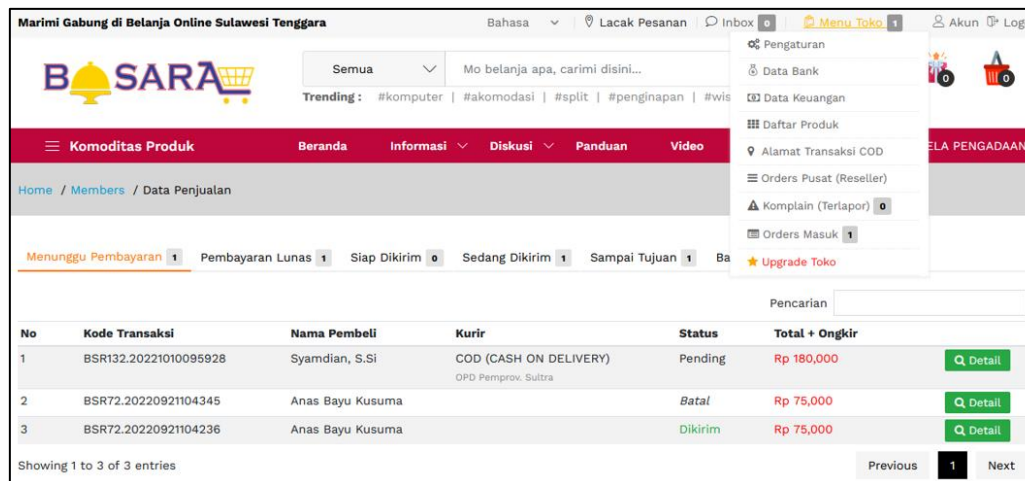 Marimi Gabung di Belanja Online Sulawesi Tenggara Bahasa Lacak Pesanan Inbox 0 Menu Toko 1 Akun Log
BOSARA
Semua Mo belanja apa, carimi disini...
Trending : #komputer | #akomodasi | #split | #penginapan | #wis
0 0
Pengaturan
Data Bank
Data Keuangan
Daftar Produk
Alamat Transaksi COD
Orders Pusat (Reseller)
Komplain (Terlapor) 0
Orders Masuk 1
Upgrade Toko
Komoditas Produk Beranda Informasi Diskusi Panduan Video ELA PENGADAAN
Home / Members / Data Penjualan
Menunggu Pembayaran 1 Pembayaran Lunas 1 Siap Dikirim 0 Sedang Dikirim 1 Sampai Tujuan 1 Ba
Pencarian
No Kode Transaksi Nama Pembeli Kurir Status Total + Ongkir
1 BSR132.20221010095928 Syamdian, S.Si COD (CASH ON DELIVERY) Pending Rp 180,000 Detail
OPD Pemprov. Sultra
2 BSR72.20220921104345 Anas Bayu Kusuma Batal Rp 75,000 Detail
3 BSR72.20220921104236 Anas Bayu Kusuma Dikirim Rp 75,000 Detail
Showing 1 to 3 of 3 entries Previous 1 Next